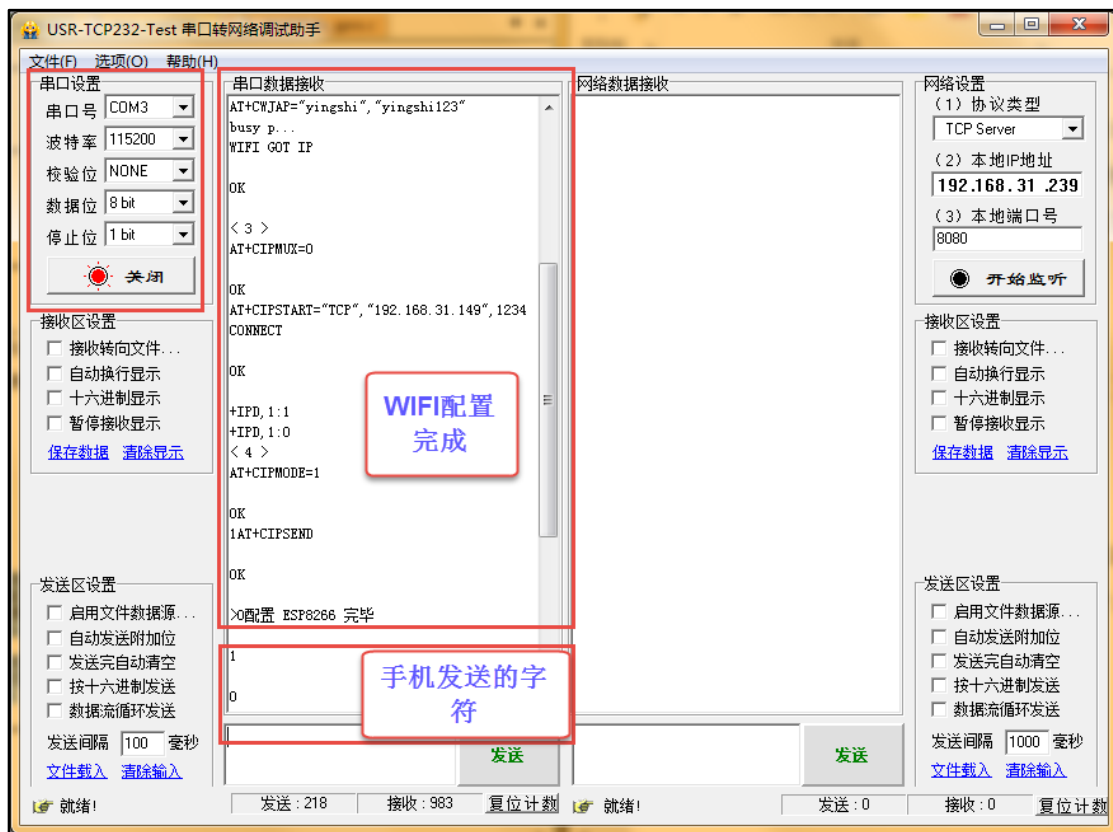 USR-TCP232-Test 串口转网络调试助手
文件(F) 选项(O) 帮助(H)
串口设置
串口号 COM3
波特率 115200
校验位 NONE
数据位 8 bit
停止位 1 bit
关闭
接收区设置
接收转向文件...
自动换行显示
十六进制显示
暂停接收显示
保存数据 清除显示
发送区设置
启用文件数据源...
自动发送附加位
发送完自动清空
按十六进制发送
数据流循环发送
发送间隔 100 毫秒
文件载入 清除输入
就绪!
串口数据接收
AT+CWJAP="yingshi","yingshi123"
busy p...
WIFI GOT IP
OK
< 3 >
AT+CIPMUX=0
OK
AT+CIPSTART="TCP","192.168.31.149",1234
CONNECT
OK
+IPD,1:1
+IPD,1:0
< 4 >
AT+CIPMODE=1
OK
1AT+CIPSEND
OK
>0配置 ESP8266 完毕
1
0
WIFI配置
完成
手机发送的字
符
发送
发送 : 218 接收 : 983 复位计数
网络数据接收
发送
就绪!
发送 : 0 接收 : 0 复位计数
网络设置
(1) 协议类型
TCP Server
(2) 本地IP地址
192.168.31 .239
(3) 本地端口号
8080
开始监听
接收区设置
接收转向文件...
自动换行显示
十六进制显示
暂停接收显示
保存数据 清除显示
发送区设置
启用文件数据源...
自动发送附加位
发送完自动清空
按十六进制发送
数据流循环发送
发送间隔 1000 毫秒
文件载入 清除输入